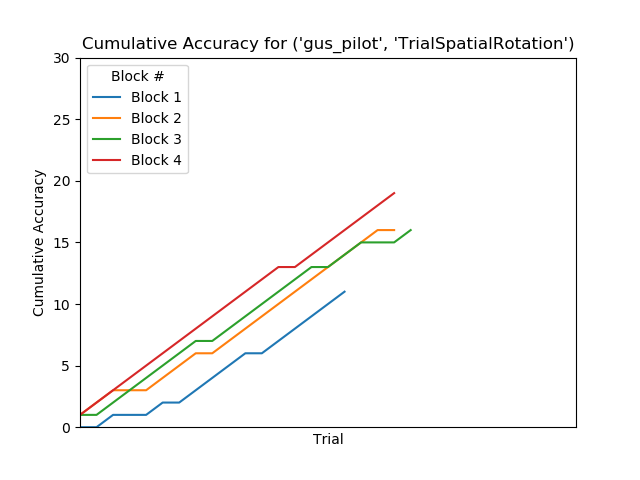 Cumulative Accuracy for ('gus_pilot', 'TrialSpatialRotation')
30
25
20
15
10
5
0
Cumulative Accuracy
Block #
Block 1
Block 2
Block 3
Block 4
Trial